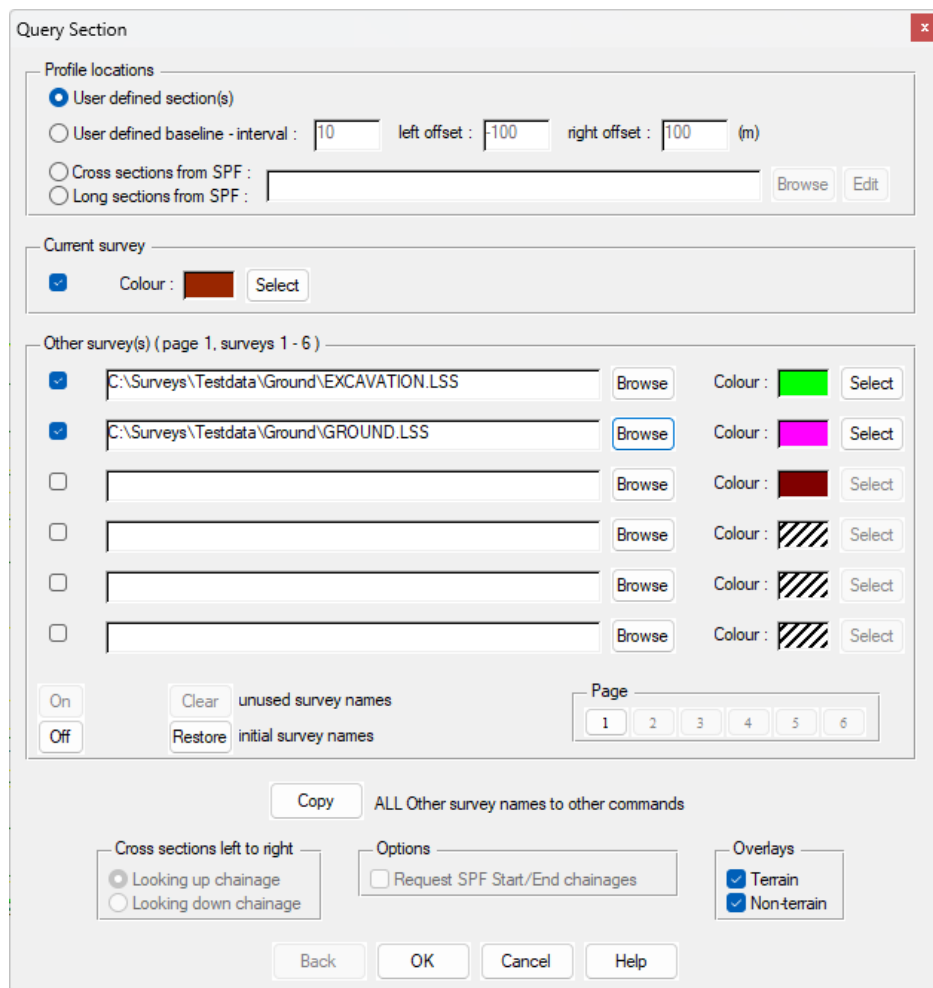 Query Section
x
Profile locations
User defined section(s)
User defined baseline - interval : 10 left offset : -100 right offset : 100 (m)
Cross sections from SPF :
Long sections from SPF :
Browse Edit
Current survey
Colour : Select
Other survey(s) ( page 1, surveys 1 - 6 )
C:\Surveys\Testdata\Ground\EXCAVATION.LSS Browse Colour : Select
C:\Surveys\Testdata\Ground\GROUND.LSS Browse Colour : Select
Browse Colour : Select
Browse Colour : Select
Browse Colour : Select
Browse Colour : Select
On Clear unused survey names
Off Restore initial survey names
Page
1 2 3 4 5 6
Copy ALL Other survey names to other commands
Cross sections left to right
Looking up chainage
Looking down chainage
Options
Request SPF Start/End chainages
Overlays
Terrain
Non-terrain
Back OK Cancel Help